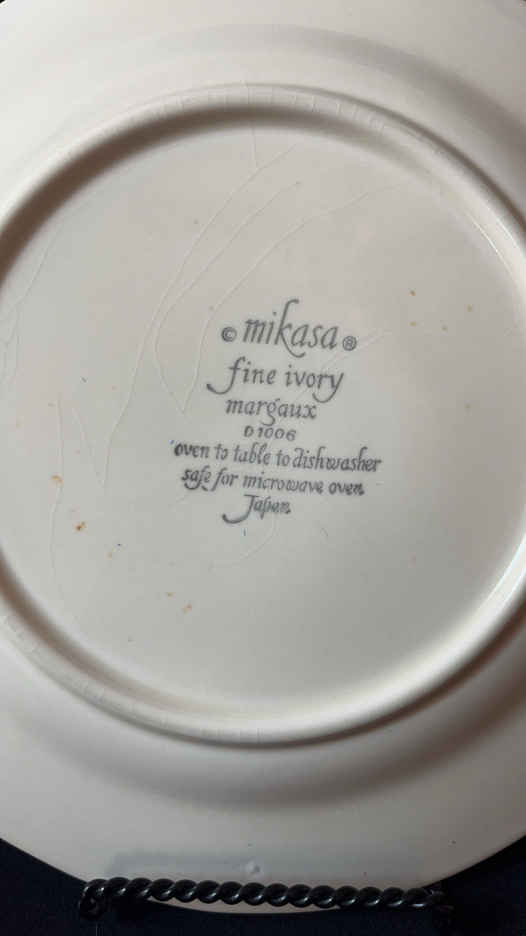 © mikasa ®
fine ivory
margaux
D1006
oven to table to dishwasher
safe for microwave oven
Japan